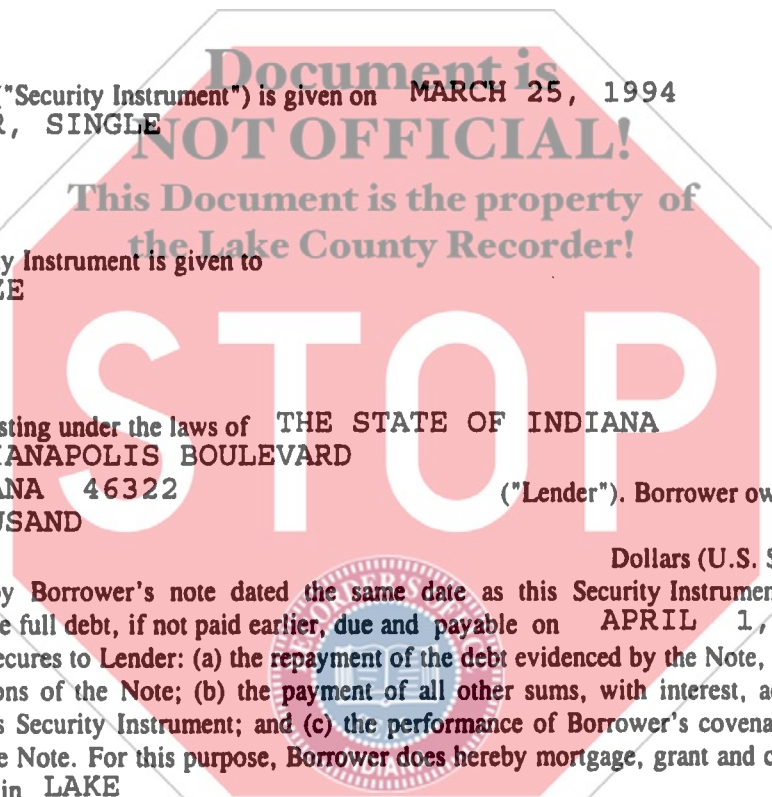 Document is
("Security Instrument") is given on MARCH 25, 1994
R, SINGLE
NOT OFFICIAL!
This Document is the property of
the Lake County Recorder!
y Instrument is given to
ZE
STOP
sting under the laws of THE STATE OF INDIANA
IANAPOLIS BOULEVARD
ANA 46322 ("Lender"). Borrower ow
USAND
Dollars (U.S. S
y Borrower's note dated the same date as this Security Instrumen
e full debt, if not paid earlier, due and payable on APRIL 1,
ecures to Lender: (a) the repayment of the debt evidenced by the Note,
ons of the Note; (b) the payment of all other sums, with interest, a
s Security Instrument; and (c) the performance of Borrower's covena
e Note. For this purpose, Borrower does hereby mortgage, grant and c
in LAKE
INDIANA